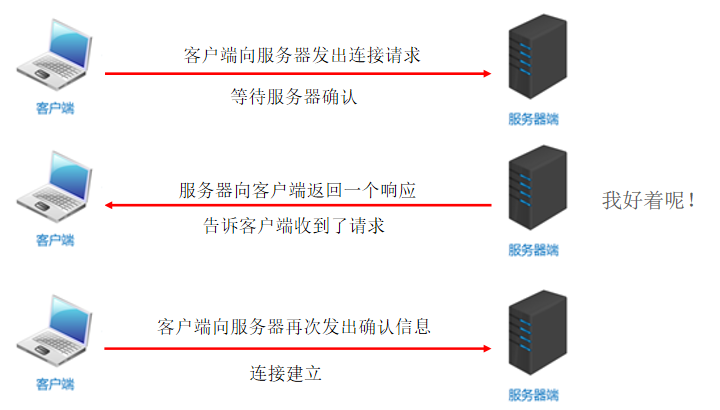 客户端向服务器发出连接请求
等待服务器确认
客户端
服务器端
服务器向客户端返回一个响应
我好着呢！
告诉客户端收到了请求
客户端
服务器端
客户端向服务器再次发出确认信息
连接建立
客户端
服务器端